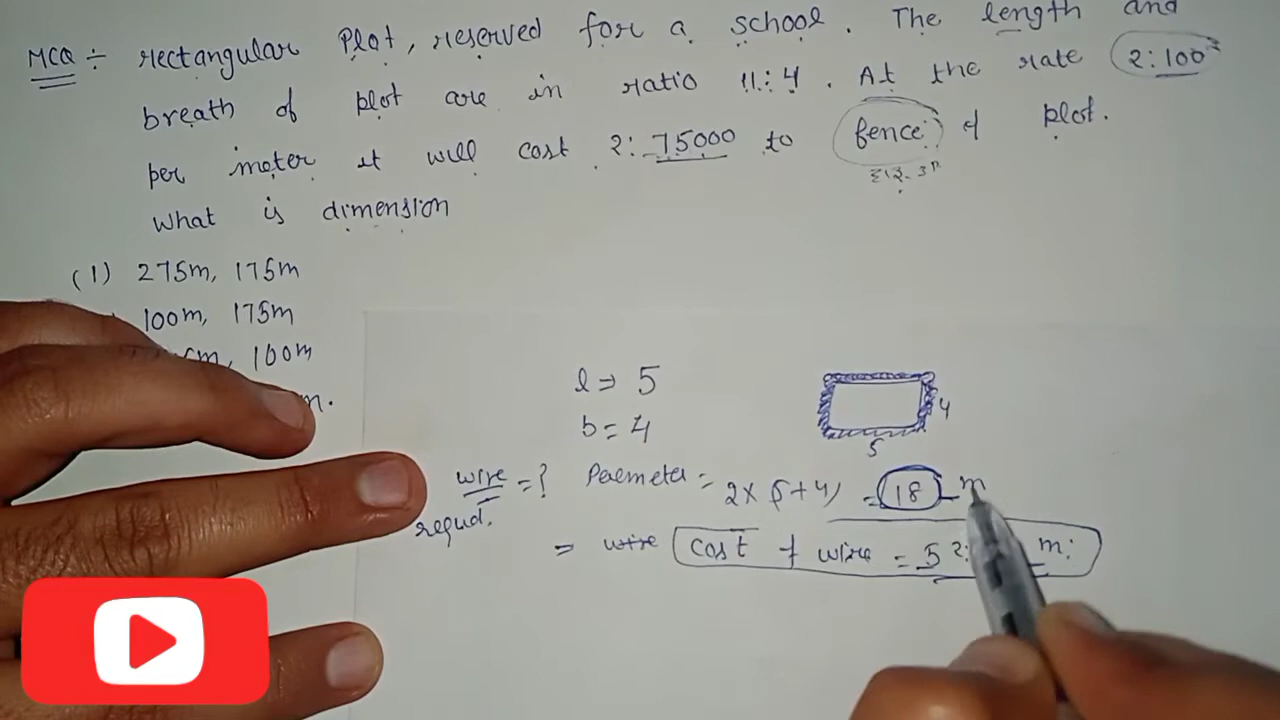 MCQ ÷ rectangular Plot, reserved for a school. The length and
breath of plot are in ratio 11:4. At the rate 2:100
per meter it will cost 2: 75000 to fence of plot.
What is dimension
(1) 275m, 175m
100m, 175m
m, 100m
m.
l => 5
b = 4
4
5
wire = ? Paemeter = 2 x (5+4) = 18 m
requd.
= wire cost of wire = 5 m: